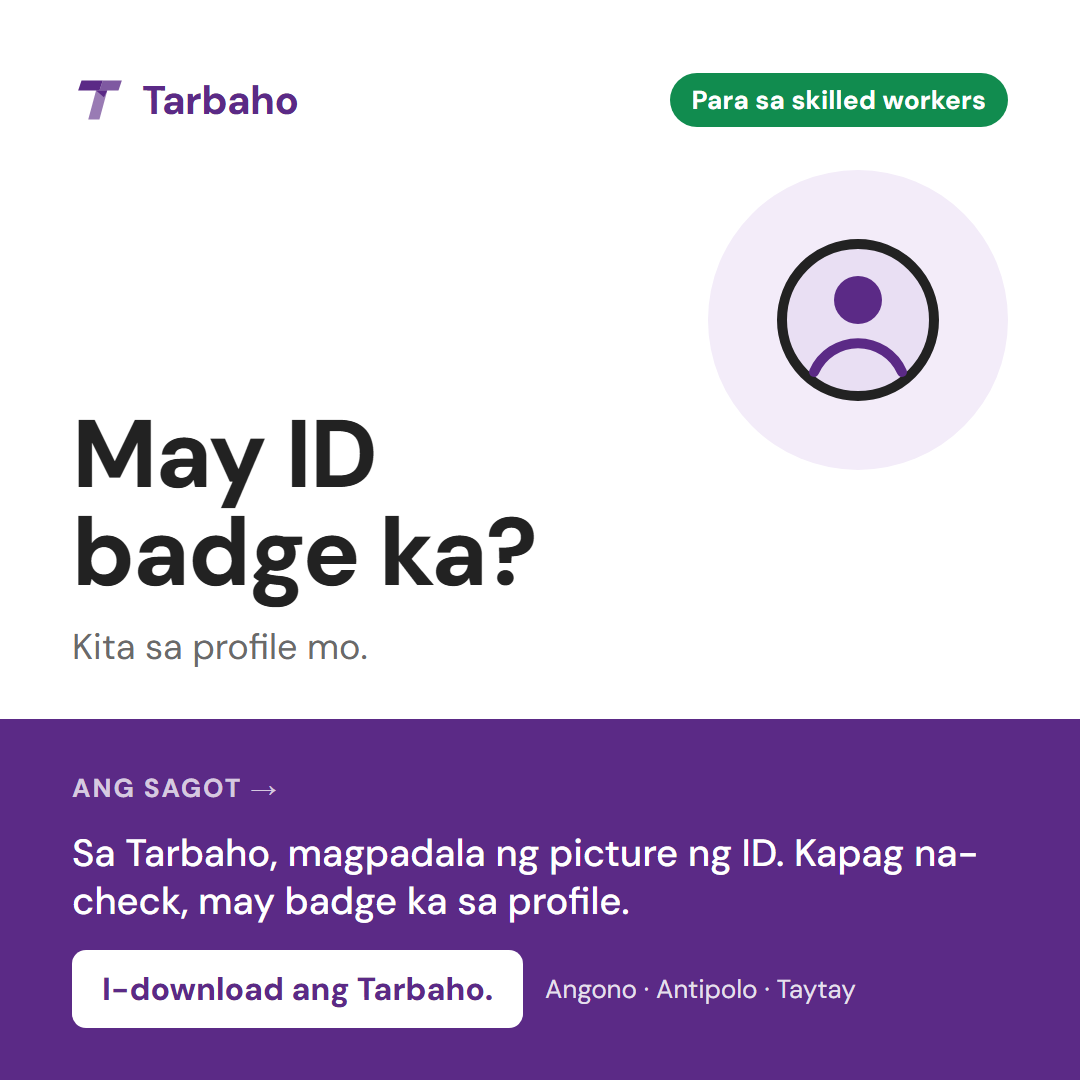 Tarbaho
Para sa skilled workers
May ID
badge ka?
Kita sa profile mo.
ANG SAGOT →
Sa Tarbaho, magpadala ng picture ng ID. Kapag na-
check, may badge ka sa profile.
I-download ang Tarbaho.
Angono · Antipolo · Taytay